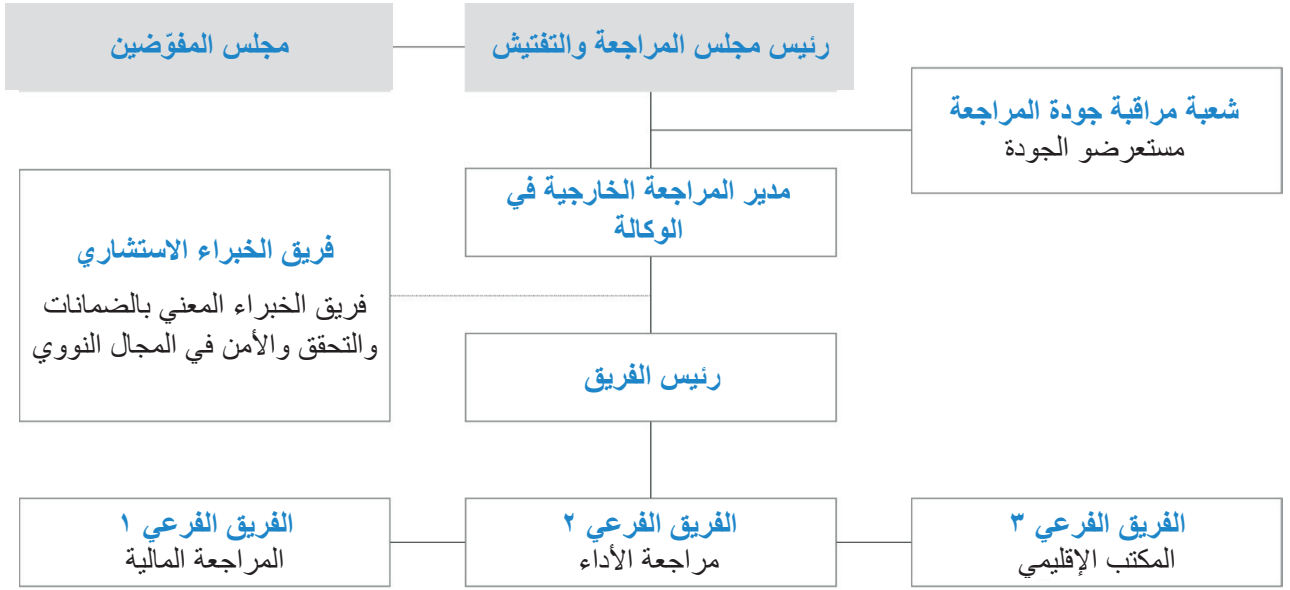 رئيس مجلس المراجعة والتفتيش
مجلس المفوّضين
شعبة مراقبة جودة المراجعة
مستعرضو الجودة
مدير المراجعة الخارجية في
الوكالة
فريق الخبراء الاستشاري
فريق الخبراء المعني بالضمانات
والتحقق والأمن في المجال النووي
رئيس الفريق
الفريق الفرعي ٣
المكتب الإقليمي
الفريق الفرعي ٢
مراجعة الأداء
الفريق الفرعي ١
المراجعة المالية